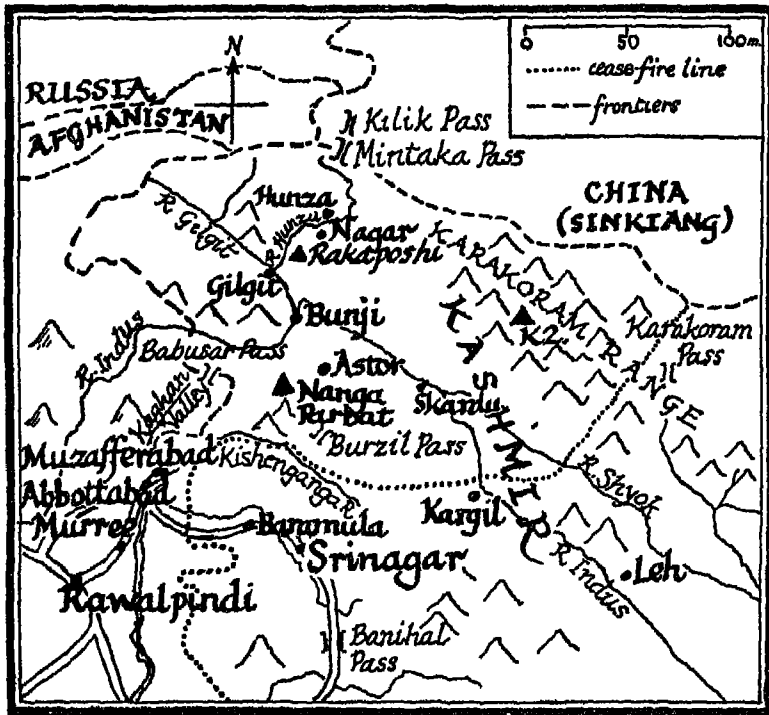 N
0 50 100m.
cease-fire line
frontiers
RUSSIA
AFGHANISTAN
Kilik Pass
Mintaka Pass
CHINA
(SINKIANG)
Hunza
R. Gilgit
R. Hunza
Nagar
Rakaposhi
KARAKORAM RANGE
Gilgit
Bunji
K2
Karakoram
Pass
KASHMIR
R. Indus
Babusar Pass
Astor
Kaghan
Valley
Nanga
Parbat
Skardu
Burzil Pass
Muzafferabad
Kishenganga R.
Abbottabad
R. Shyok
Murree
Baramula
Kargil
Srinagar
R. Indus
Leh
Rawalpindi
Banihal
Pass